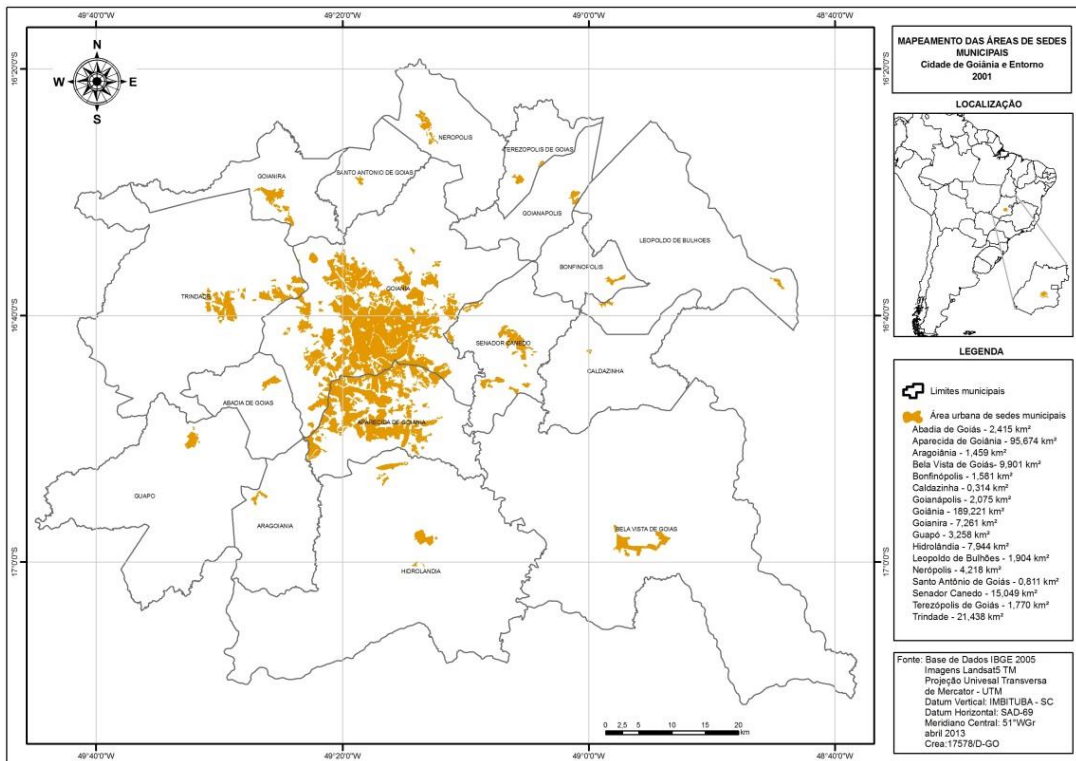 49°40'0"W 49°20'0"W 49°0'0"W 48°40'0"W
16°20'0"S
16°20'0"S
N
W E
S
NEROPOLIS
TEREZOPOLIS DE GOIAS
SANTO ANTONIO DE GOIAS
GOIANIRA
GOIANAPOLIS
LEOPOLDO DE BULHOES
BONFINOPOLIS
GOIANIA
TRINDADE
16°40'0"S
16°40'0"S
SENADOR CANEDO
CALDAZINHA
ABADIA DE GOIAS
APARECIDA DE GOIANIA
GUAPO
ARAGOIANIA
BELA VISTA DE GOIAS
17°0'0"S
17°0'0"S
HIDROLANDIA
0 2,5 5 10 15 20
km
49°40'0"W 49°20'0"W 49°0'0"W 48°40'0"W
MAPEAMENTO DAS ÁREAS DE SEDES
MUNICIPAIS
Cidade de Goiânia e Entorno
2001
LOCALIZAÇÃO
LEGENDA
Limites municipais
Área urbana de sedes municipais
Abadia de Goiás - 2,415 km²
Aparecida de Goiânia - 95,674 km²
Aragoiânia - 1,459 km²
Bela Vista de Goiás- 9,901 km²
Bonfinópolis - 1,581 km²
Caldazinha - 0,314 km²
Goianápolis - 2,075 km²
Goiânia - 189,221 km²
Goianira - 7,261 km²
Guapó - 3,258 km²
Hidrolândia - 7,944 km²
Leopoldo de Bulhões - 1,904 km²
Nerópolis - 4,218 km²
Santo Antônio de Goiás - 0,811 km²
Senador Canedo - 15,049 km²
Terezópolis de Goiás - 1,770 km²
Trindade - 21,438 km²
Fonte: Base de Dados IBGE 2005
Imagens Landsat5 TM
Projeção Univesal Transversa
de Mercator - UTM
Datum Vertical: IMBITUBA - SC
Datum Horizontal: SAD-69
Meridiano Central: 51°WGr
abril 2013
Crea:17578/D-GO